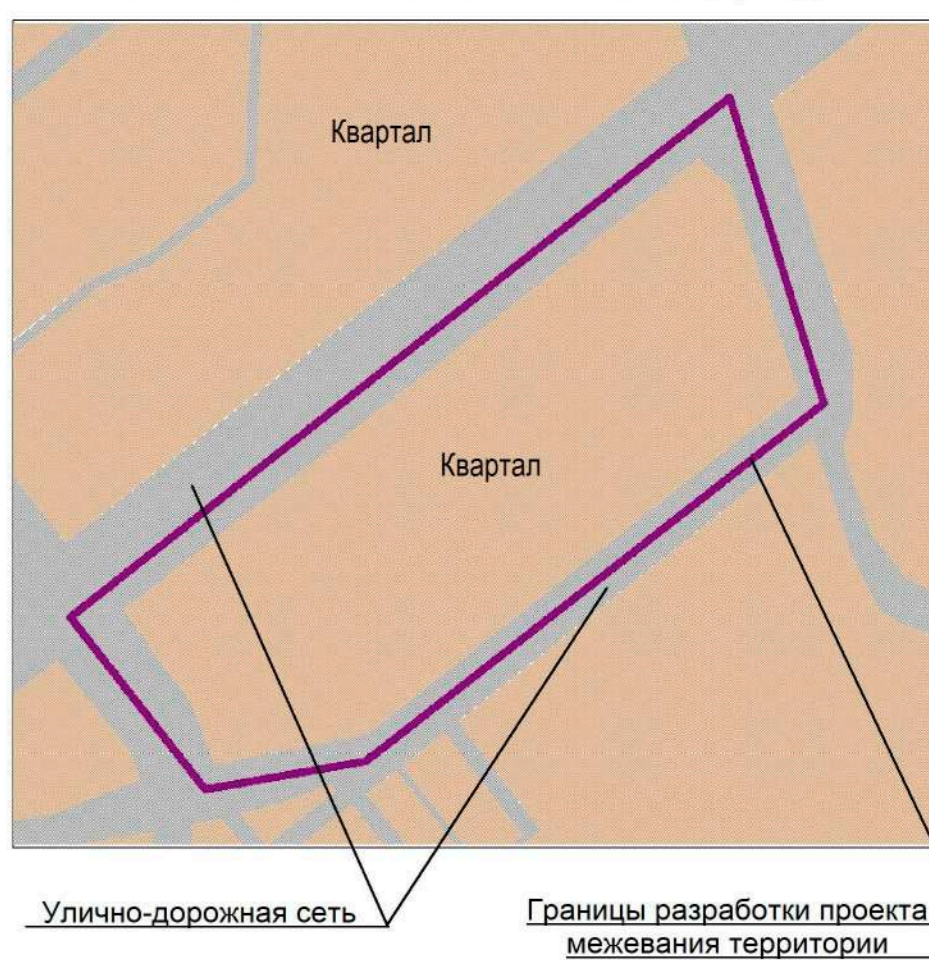 Квартал
Квартал
Улично-дорожная сеть
Границы разработки проекта
межевания территории